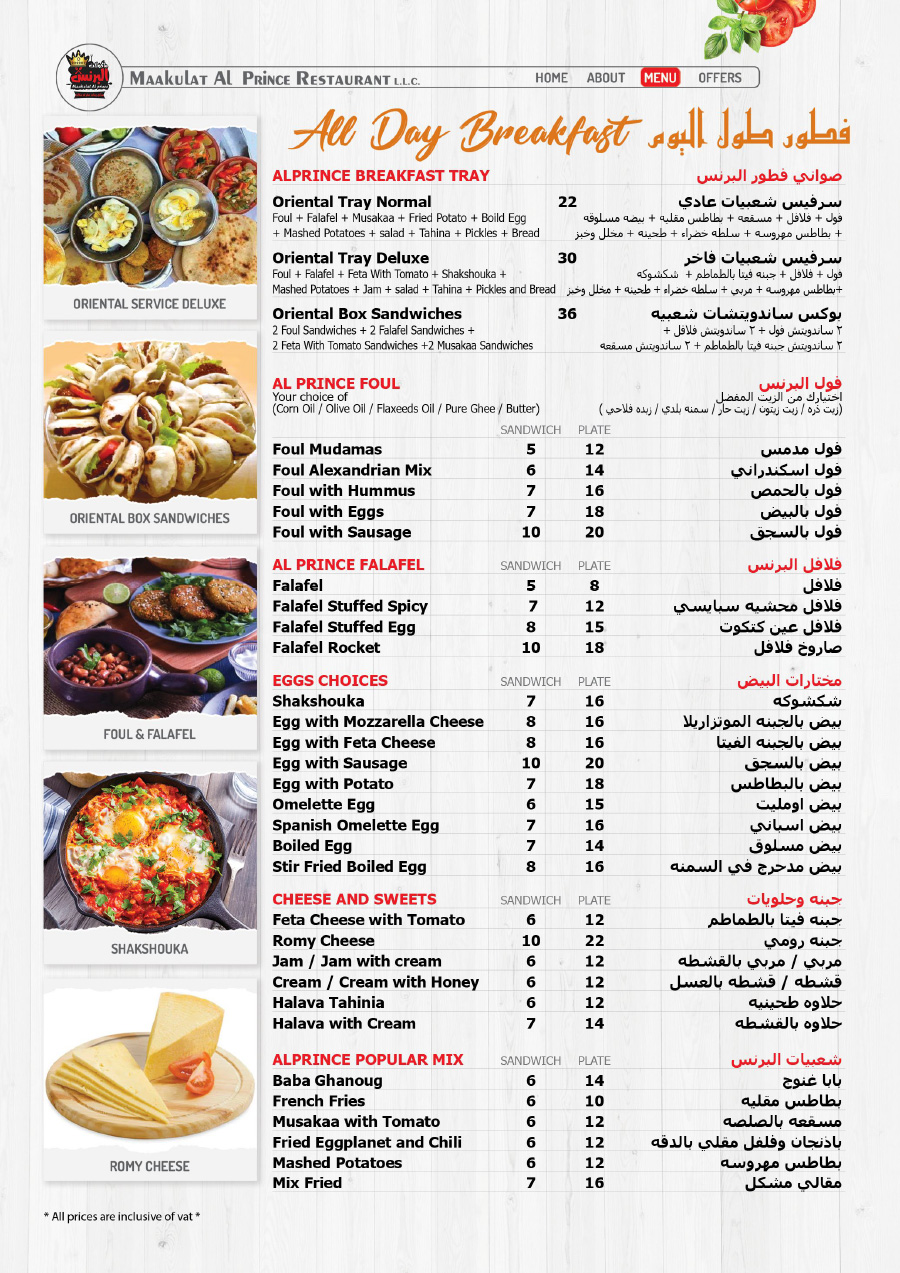 البرنس
Maakulat Al prince
MAAKULAT AL PRINCE RESTAURANT L.L.C.
HOME ABOUT MENU OFFERS
All Day Breakfast فطور طول اليوم
ALPRINCE BREAKFAST TRAY صواني فطور البرنس
Oriental Tray Normal 22 سرفيس شعبيات عادي
Foul + Falafel + Musakaa + Fried Potato + Boild Egg فول + فلافل + مسقعه + بطاطس مقليه + بيضه مسلوقه
+ Mashed Potatoes + salad + Tahina + Pickles + Bread + بطاطس مهروسه + سلطه خضراء + طحينه + مخلل وخبز
Oriental Tray Deluxe 30 سرفيس شعبيات فاخر
Foul + Falafel + Feta With Tomato + Shakshouka + فول + فلافل + جبنه فيتا بالطماطم + شكشوكه
Mashed Potatoes + Jam + salad + Tahina + Pickles and Bread +بطاطس مهروسه + مربي + سلطه خضراء + طحينه + مخلل وخبز
Oriental Box Sandwiches 36 بوكس ساندويتشات شعبيه
2 Foul Sandwiches + 2 Falafel Sandwiches + ٢ ساندويتش فول + ٢ ساندويتش فلافل +
2 Feta With Tomato Sandwiches +2 Musakaa Sandwiches ٢ ساندويتش جبنه فيتا بالطماطم + ٢ ساندويتش مسقعه
AL PRINCE FOUL فول البرنس
Your choice of اختيارك من الزيت المفضل
(Corn Oil / Olive Oil / Flaxeeds Oil / Pure Ghee / Butter) (زيت ذره / زيت زيتون / زيت حار / سمنه بلدي / زبده فلاحي )
SANDWICH PLATE
Foul Mudamas 5 12 فول مدمس
Foul Alexandrian Mix 6 14 فول اسكندراني
Foul with Hummus 7 16 فول بالحمص
Foul with Eggs 7 18 فول بالبيض
Foul with Sausage 10 20 فول بالسجق
AL PRINCE FALAFEL SANDWICH PLATE فلافل البرنس
Falafel 5 8 فلافل
Falafel Stuffed Spicy 7 12 فلافل محشيه سبايسي
Falafel Stuffed Egg 8 15 فلافل عين كتكوت
Falafel Rocket 10 18 صاروخ فلافل
EGGS CHOICES SANDWICH PLATE مختارات البيض
Shakshouka 7 16 شكشوكه
Egg with Mozzarella Cheese 8 16 بيض بالجبنه الموتزاريلا
Egg with Feta Cheese 8 16 بيض بالجبنه الفيتا
Egg with Sausage 10 20 بيض بالسجق
Egg with Potato 7 18 بيض بالبطاطس
Omelette Egg 6 15 بيض اومليت
Spanish Omelette Egg 7 16 بيض اسباني
Boiled Egg 7 14 بيض مسلوق
Stir Fried Boiled Egg 8 16 بيض مدحرج في السمنه
CHEESE AND SWEETS SANDWICH PLATE جبنه وحلويات
Feta Cheese with Tomato 6 12 جبنه فيتا بالطماطم
Romy Cheese 10 22 جبنه رومي
Jam / Jam with cream 6 12 مربي / مربي بالقشطه
Cream / Cream with Honey 6 12 قشطه / قشطه بالعسل
Halava Tahinia 6 12 حلاوه طحينيه
Halava with Cream 7 14 حلاوه بالقشطه
ALPRINCE POPULAR MIX SANDWICH PLATE شعبيات البرنس
Baba Ghanoug 6 14 بابا غنوج
French Fries 6 10 بطاطس مقليه
Musakaa with Tomato 6 12 مسقعه بالصلصه
Fried Eggplanet and Chili 6 12 باذنجان وفلفل مقلي بالدقه
Mashed Potatoes 6 12 بطاطس مهروسه
Mix Fried 7 16 مقالي مشكل
ORIENTAL SERVICE DELUXE
ORIENTAL BOX SANDWICHES
FOUL & FALAFEL
SHAKSHOUKA
ROMY CHEESE
* All prices are inclusive of vat *